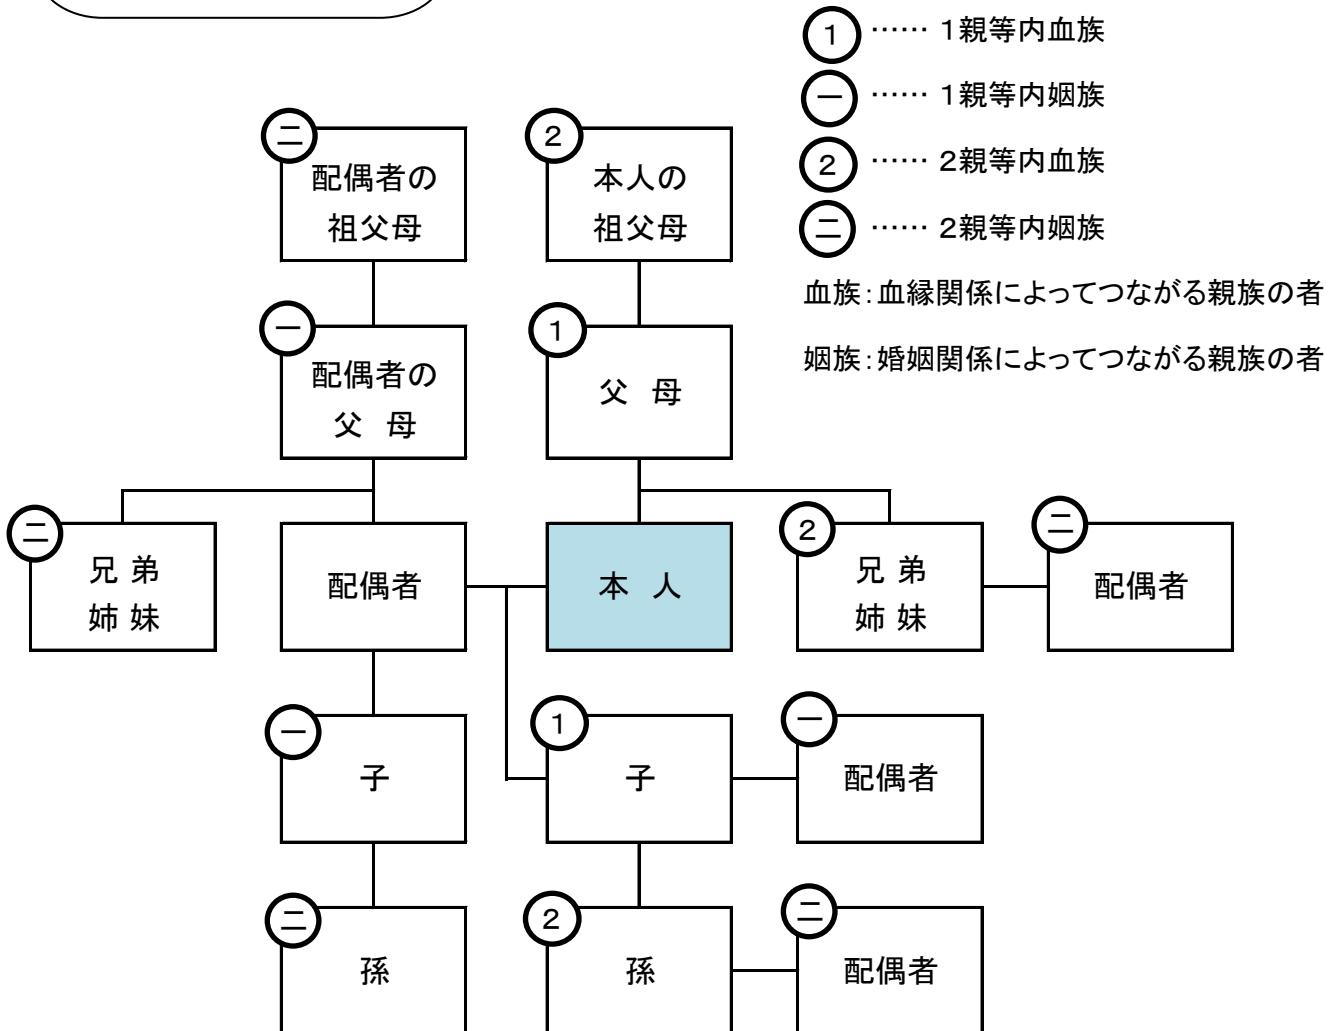 ① …… 1親等内血族
㊀ …… 1親等内姻族
② …… 2親等内血族
㊁ …… 2親等内姻族
血族：血縁関係によってつながる親族の者
姻族：婚姻関係によってつながる親族の者
㊁
配偶者の
祖父母
②
本人の
祖父母
㊀
配偶者の
父 母
①
父 母
㊁
兄 弟
姉 妹
配偶者
本 人
②
兄 弟
姉 妹
㊁
配偶者
㊀
子
①
子
㊀
配偶者
㊁
孫
②
孫
㊁
配偶者